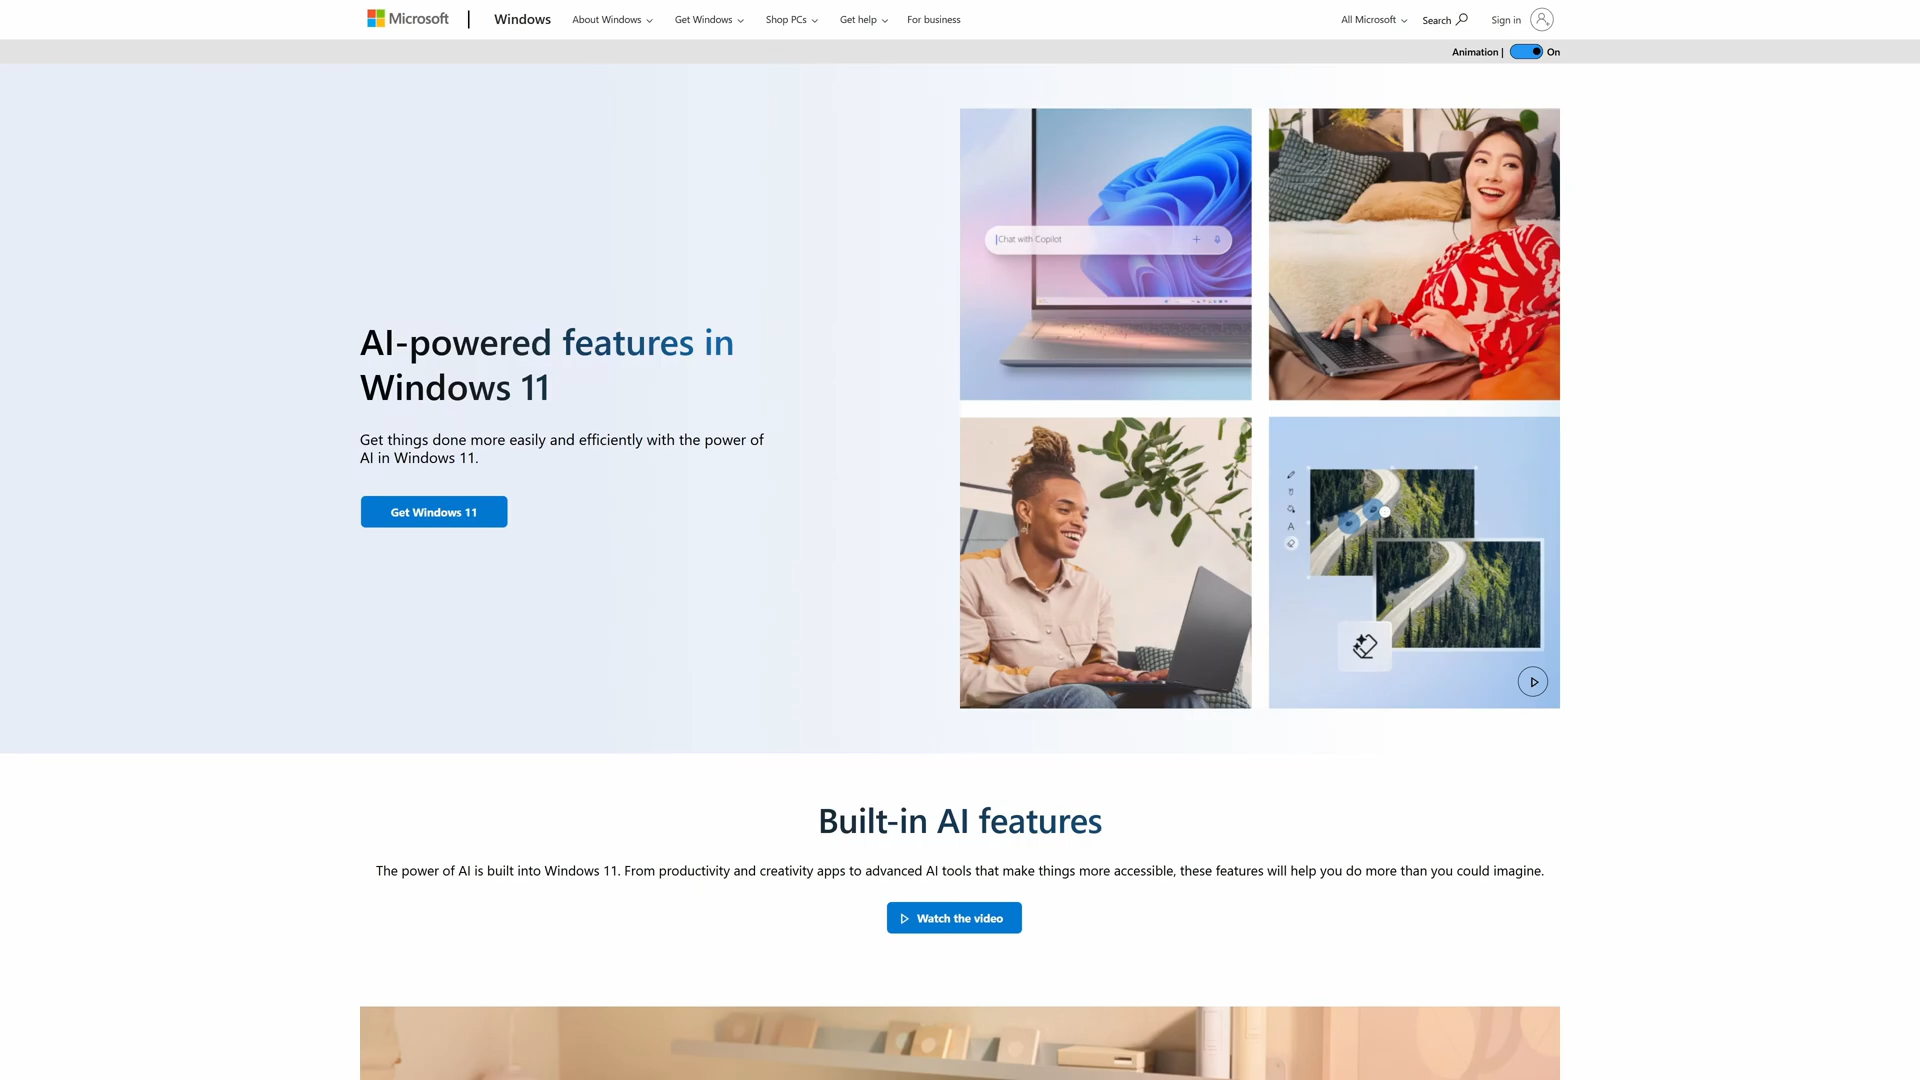 Microsoft
Windows
About Windows
Get Windows
Shop PCs
Get help
For business
All Microsoft
Search
Sign in
Animation |
On
Chat with Copilot
AI-powered features in
Windows 11
Get things done more easily and efficiently with the power of
AI in Windows 11.
Get Windows 11
A
Built-in AI features
The power of AI is built into Windows 11. From productivity and creativity apps to advanced AI tools that make things more accessible, these features will help you do more than you could imagine.
Watch the video